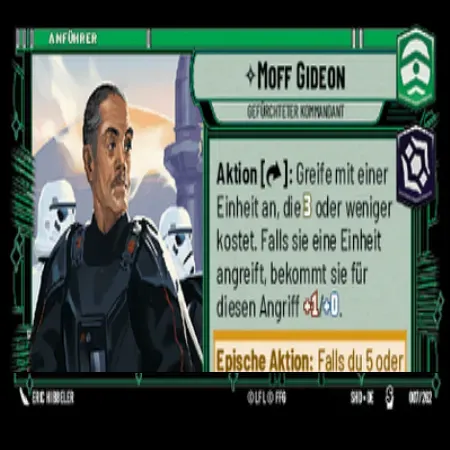 ANFÜHRER
MOFF GIDEON
GEFÜRCHTETER KOMMANDANT
Aktion [↷]: Greife mit einer
Einheit an, die 3 oder weniger
kostet. Falls sie eine Einheit
angreift, bekommt sie für
diesen Angriff +1/+0.
Epische Aktion: Falls du 5 oder
ERIC HIBBELER
© LFL © FFG
SHD • DE
007/262